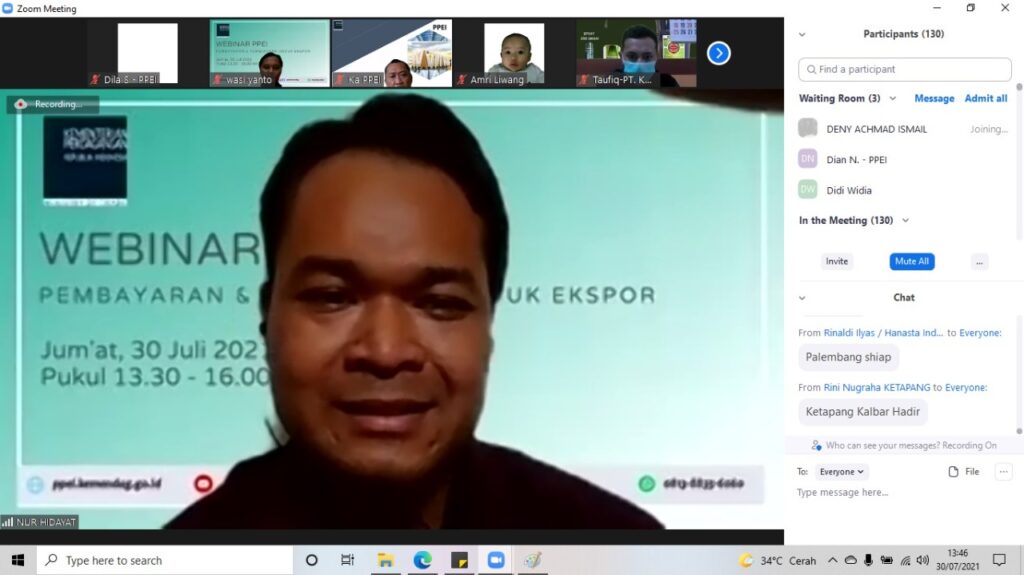 Zoom Meeting
Dila S - PPEI
WEBINAR PPEI
wasi yanto
PPEI
Ka PPEI
Amri Liwang
Taufiq-PT. K...
Recording...
KEMENTERIAN
PERDAGANGAN
REPUBLIK INDONESIA
WEBINAR
PEMBAYARAN &
UK EKSPOR
Jum'at, 30 Juli 202
Pukul 13.30 - 16.00
ppei.kemendag.go.id
NUR HIDAYAT
Participants (130)
Find a participant
Waiting Room (3)
Message
Admit all
DENY ACHMAD ISMAIL
Joining...
DN
Dian N. - PPEI
DW
Didi Widia
In the Meeting (130)
Invite
Mute All
...
Chat
From Rinaldi Ilyas / Hanasta Ind... to Everyone:
Palembang shiap
From Rini Nugraha KETAPANG to Everyone:
Ketapang Kalbar Hadir
Who can see your messages? Recording On
To: Everyone
File
...
Type message here...
Type here to search
34°C Cerah
13:46
30/07/2021